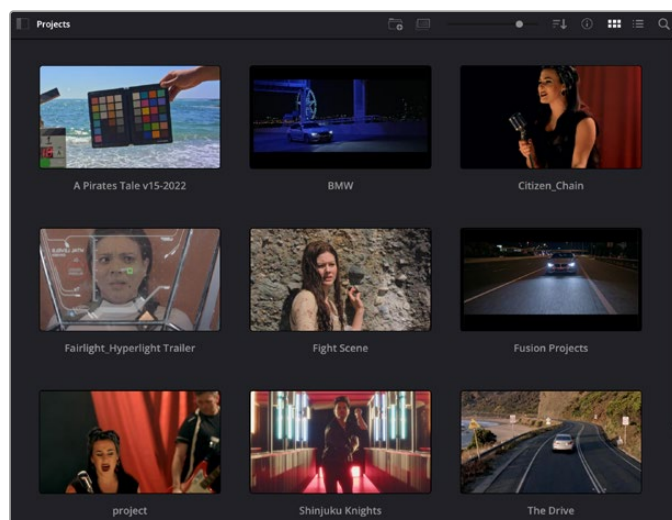 Projects
A Pirates Tale v15-2022
BMW
Citizen_Chain
Fairlight_Hyperlight Trailer
Fight Scene
Fusion Projects
project
Shinjuku Knights
The Drive